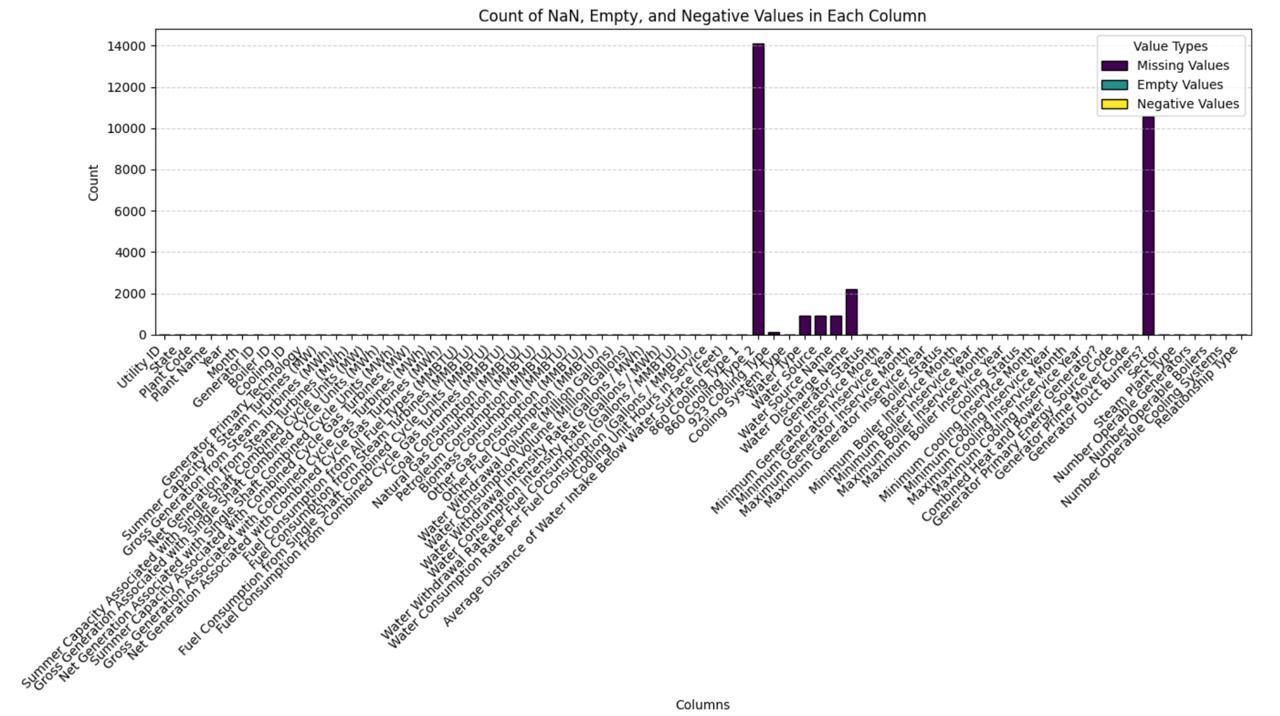 Count of NaN, Empty, and Negative Values in Each Column
Value Types
Missing Values
Empty Values
Negative Values
Count
14000
12000
10000
8000
6000
4000
2000
0
Utility ID
State
Plant Code
Plant Name
Year
Month
Generator ID
Boiler ID
Cooling ID
Generator Primary Technology
Summer Capacity of Steam Turbines (MW)
Gross Generation from Steam Turbines (MWh)
Net Generation from Steam Turbines (MWh)
Summer Capacity Associated with Single Shaft Combined Cycle Units (MW)
Gross Generation Associated with Single Shaft Combined Cycle Units (MWh)
Net Generation Associated with Single Shaft Combined Cycle Units (MWh)
Summer Capacity Associated with Combined Cycle Gas Turbines (MW)
Gross Generation Associated with Combined Cycle Gas Turbines (MWh)
Net Generation Associated with Combined Cycle Gas Turbines (MWh)
Fuel Consumption from All Fuel Types (MMBTU)
Fuel Consumption from Steam Turbines (MMBTU)
Fuel Consumption from Single Shaft Combined Cycle Units (MMBTU)
Fuel Consumption from Combined Cycle Gas Turbines (MMBTU)
Coal Consumption (MMBTU)
Natural Gas Consumption (MMBTU)
Petroleum Consumption (MMBTU)
Biomass Consumption (MMBTU)
Other Gas Consumption (MMBTU)
Other Fuel Consumption (MMBTU)
Water Withdrawal Volume (Million Gallons)
Water Consumption Volume (Million Gallons)
Water Withdrawal Intensity Rate (Gallons / MWh)
Water Consumption Intensity Rate (Gallons / MWh)
Water Withdrawal Rate per Fuel Consumption (Gallons / MMBTU)
Water Consumption Rate per Fuel Consumption (Gallons / MMBTU)
Cooling Unit Hours in Service
Average Distance of Water Intake Below Water Surface (Feet)
860 Cooling Type 1
860 Cooling Type 2
923 Cooling Type
Cooling System Type
Water Type
Water Source
Water Source Name
Water Discharge Name
Generator Status
Minimum Generator Inservice Month
Minimum Generator Inservice Year
Maximum Generator Inservice Month
Maximum Generator Inservice Year
Boiler Status
Minimum Boiler Inservice Month
Minimum Boiler Inservice Year
Maximum Boiler Inservice Month
Maximum Boiler Inservice Year
Cooling Status
Minimum Cooling Inservice Month
Minimum Cooling Inservice Year
Maximum Cooling Inservice Month
Maximum Cooling Inservice Year
Combined Heat and Power Generator?
Generator Primary Energy Source Code
Generator Prime Mover Code
Generator Duct Burners?
Sector
Steam Plant Type
Number Operable Generators
Number Operable Boilers
Number Operable Cooling Systems
Relationship Type
Columns